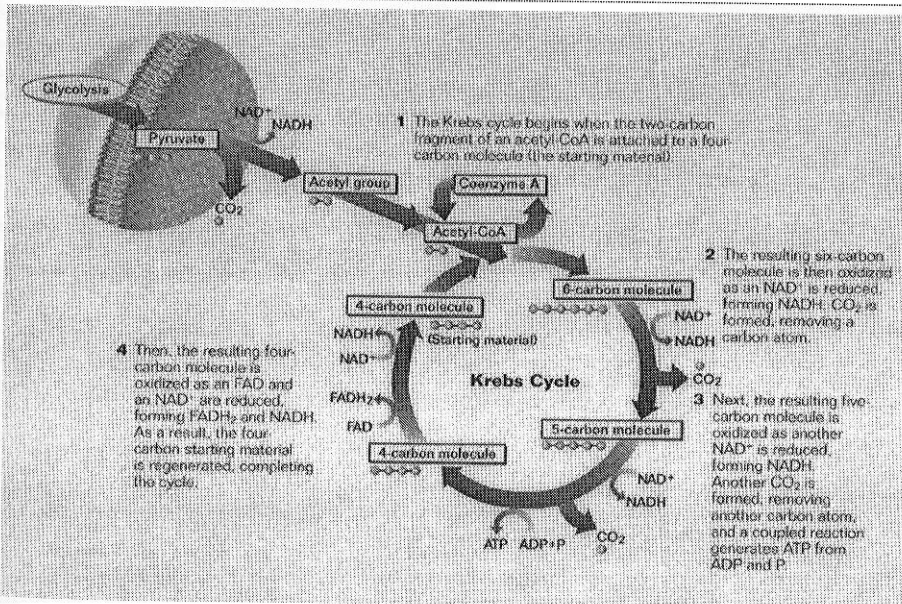 Glycolysis
NAD⁺
NADH
Pyruvate
CO₂
1 The Krebs cycle begins when the two-carbon
fragment of an acetyl-CoA is attached to a four-
carbon molecule (the starting material).
Acetyl group
Coenzyme A
Acetyl-CoA
4-carbon molecule
(Starting material)
6-carbon molecule
2 The resulting six-carbon
molecule is then oxidized
as an NAD⁺ is reduced,
forming NADH. CO₂ is
formed, removing a
carbon atom.
NAD⁺
NADH
CO₂
Krebs Cycle
NADH
NAD⁺
FADH₂
FAD
4 Then, the resulting four-
carbon molecule is
oxidized as an FAD and
an NAD⁺ are reduced,
forming FADH₂ and NADH.
As a result, the four-
carbon starting material
is regenerated, completing
the cycle.
5-carbon molecule
4-carbon molecule
NAD⁺
NADH
3 Next, the resulting five-
carbon molecule is
oxidized as another
NAD⁺ is reduced,
forming NADH.
Another CO₂ is
formed, removing
another carbon atom,
and a coupled reaction
generates ATP from
ADP and P.
ATP
ADP+P
CO₂